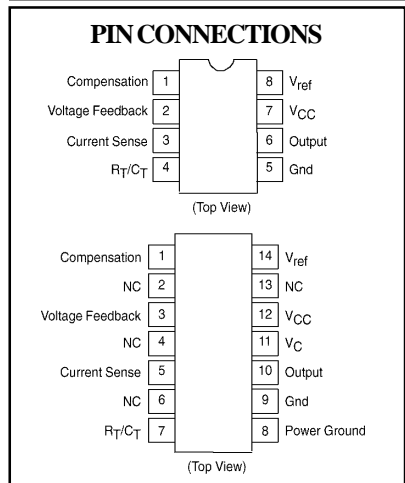 PIN CONNECTIONS
Compensation 1 8 Vref
Voltage Feedback 2 7 VCC
Current Sense 3 6 Output
RT/CT 4 5 Gnd
(Top View)
Compensation 1 14 Vref
NC 2 13 NC
Voltage Feedback 3 12 VCC
NC 4 11 VC
Current Sense 5 10 Output
NC 6 9 Gnd
RT/CT 7 8 Power Ground
(Top View)